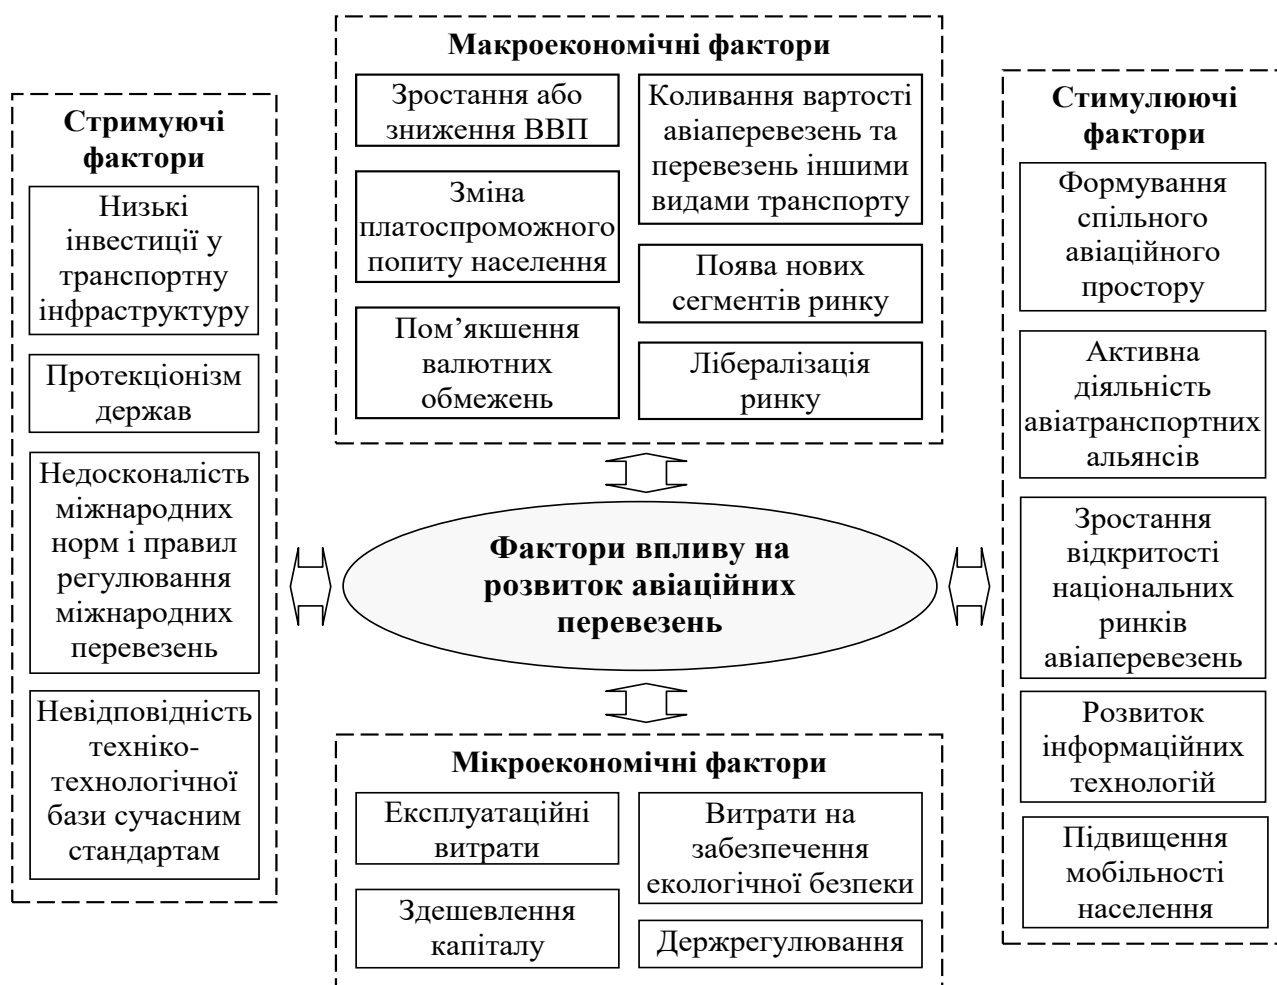 Макроекономічні фактори
Зростання або
зниження ВВП
Зміна
платоспроможного
попиту населення
Пом’якшення
валютних
обмежень
Коливання вартості
авіаперевезень та
перевезень іншими
видами транспорту
Поява нових
сегментів ринку
Лібералізація
ринку
Стримуючі
фактори
Низькі
інвестиції у
транспортну
інфраструктуру
Протекціонізм
держав
Недосконалість
міжнародних
норм і правил
регулювання
міжнародних
перевезень
Невідповідність
техніко-
технологічної
бази сучасним
стандартам
Фактори впливу на
розвиток авіаційних
перевезень
Стимулюючі
фактори
Формування
спільного
авіаційного
простору
Активна
діяльність
авіатранспортних
альянсів
Зростання
відкритості
національних
ринків
авіаперевезень
Розвиток
інформаційних
технологій
Підвищення
мобільності
населення
Мікроекономічні фактори
Експлуатаційні
витрати
Здешевлення
капіталу
Витрати на
забезпечення
екологічної безпеки
Держрегулювання